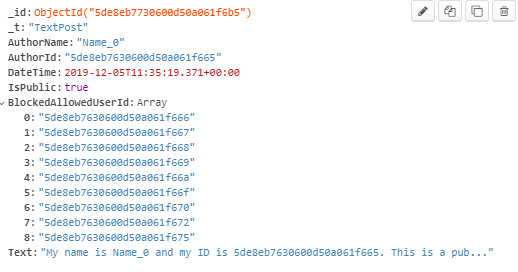 _id: ObjectId("5de8eb7730600d50a061f6b5")
_t: "TextPost"
AuthorName: "Name_0"
AuthorId: "5de8eb7630600d50a061f665"
DateTime: 2019-12-05T11:35:19.371+00:00
IsPublic: true
BlockedAllowedUserId: Array
0: "5de8eb7630600d50a061f666"
1: "5de8eb7630600d50a061f667"
2: "5de8eb7630600d50a061f668"
3: "5de8eb7630600d50a061f669"
4: "5de8eb7630600d50a061f66a"
5: "5de8eb7630600d50a061f66f"
6: "5de8eb7630600d50a061f670"
7: "5de8eb7630600d50a061f672"
8: "5de8eb7630600d50a061f675"
Text: "My name is Name_0 and my ID is 5de8eb7630600d50a061f665. This is a pub..."